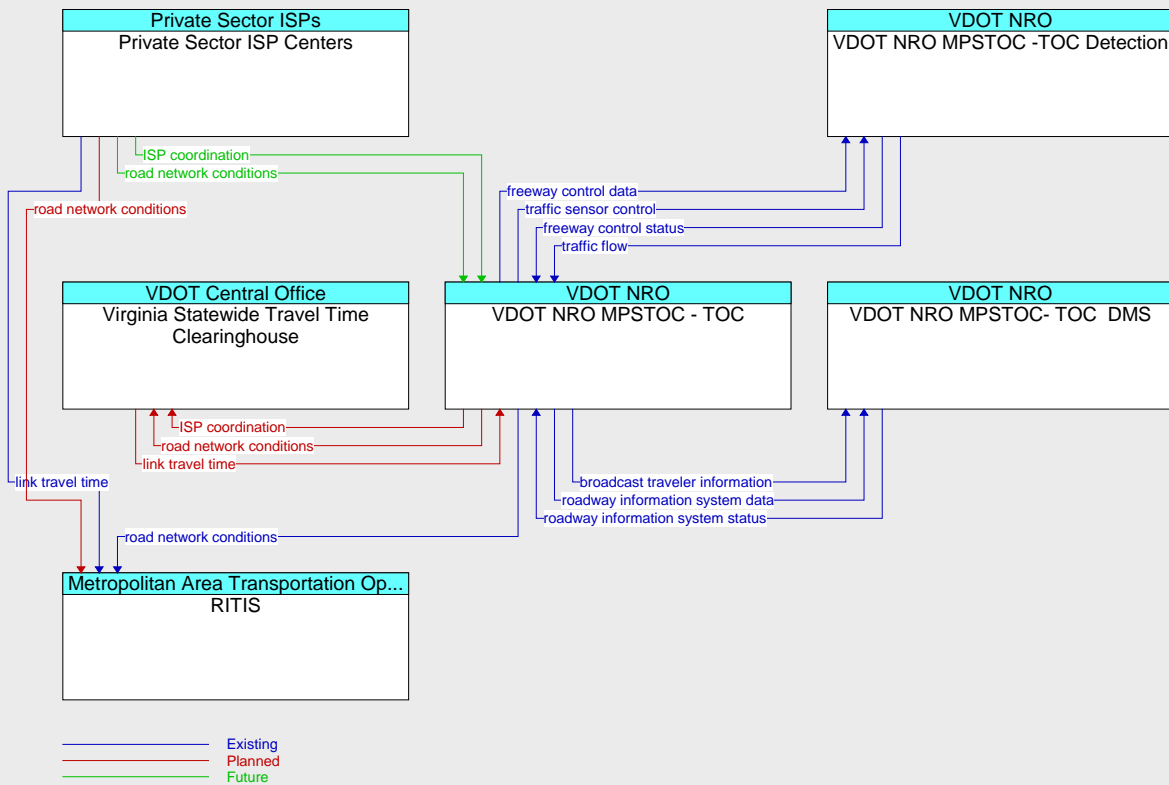 Private Sector ISPs
Private Sector ISP Centers
VDOT NRO
VDOT NRO MPSTOC -TOC Detection
ISP coordination
road network conditions
road network conditions
freeway control data
traffic sensor control
freeway control status
traffic flow
VDOT Central Office
Virginia Statewide Travel Time
Clearinghouse
VDOT NRO
VDOT NRO MPSTOC - TOC
VDOT NRO
VDOT NRO MPSTOC- TOC  DMS
ISP coordination
road network conditions
link travel time
link travel time
broadcast traveler information
roadway information system data
roadway information system status
road network conditions
Metropolitan Area Transportation Op...
RITIS
Existing
Planned
Future